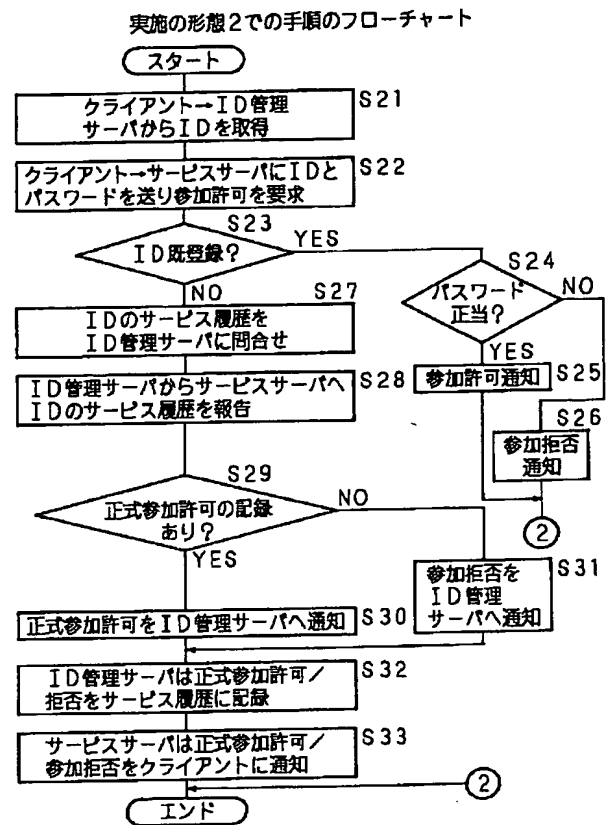 実施の形態2での手順のフローチャート
スタート
クライアント→ID管理
サーバからIDを取得
S21
クライアント→サービスサーバにIDと
パスワードを送り参加許可を要求
S22
S23
ID既登録?
YES
NO
S24
パスワード
正当?
NO
YES
S27
IDのサービス履歴を
ID管理サーバに問合せ
参加許可通知
S25
ID管理サーバからサービスサーバへ
IDのサービス履歴を報告
S28
S26
参加拒否
通知
②
S29
正式参加許可の記録
あり?
NO
YES
参加拒否を
ID管理
サーバへ通知
S31
正式参加許可をID管理サーバへ通知
S30
ID管理サーバは正式参加許可/
拒否をサービス履歴に記録
S32
サービスサーバは正式参加許可/
参加拒否をクライアントに通知
S33
②
エンド